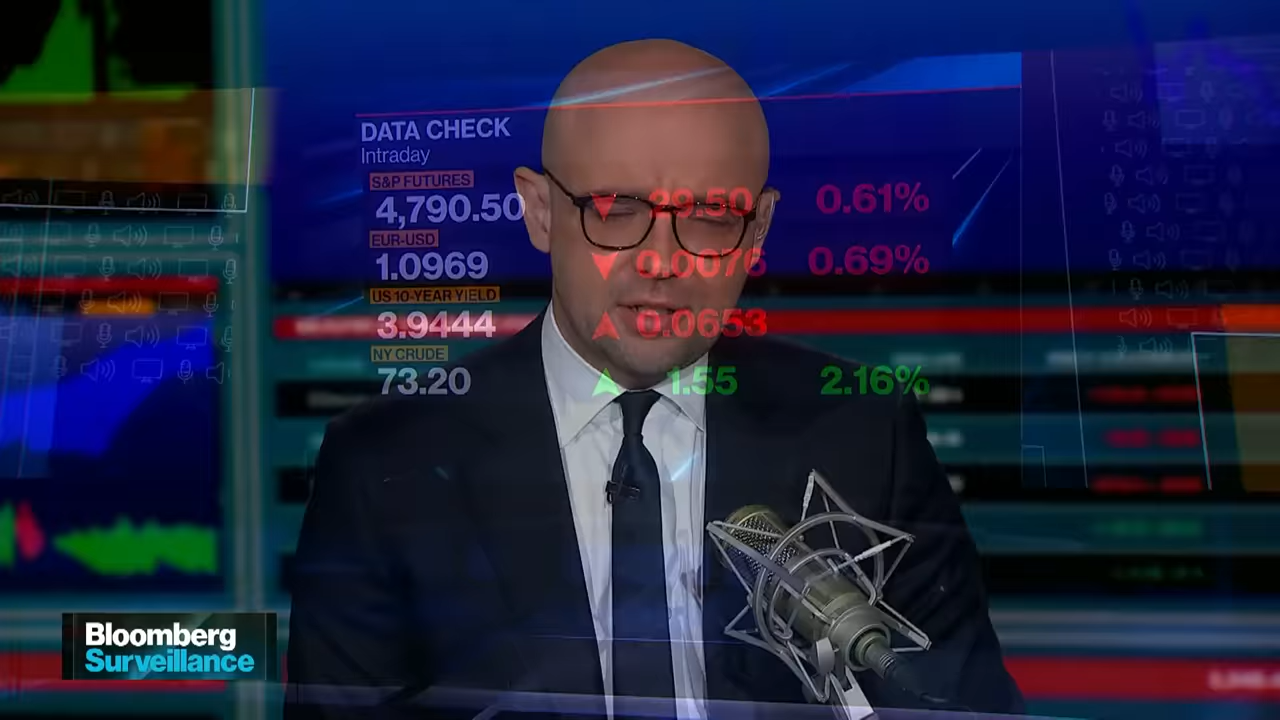 DATA CHECK
Intraday
S&P FUTURES
4,790.50 29.50 0.61%
EUR-USD
1.0969 0.0076 0.69%
US 10-YEAR YIELD
3.9444 0.0653
NY CRUDE
73.20 1.55 2.16%
Bloomberg
Surveillance